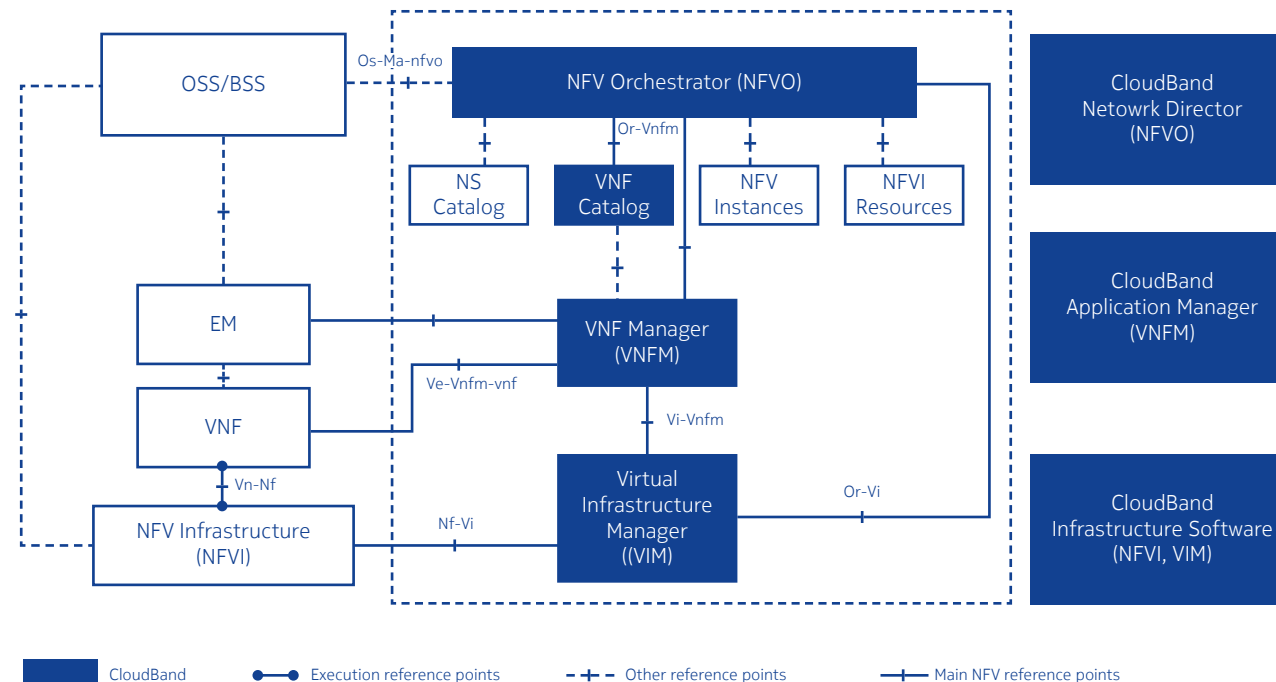 Os-Ma-nfvo
OSS/BSS
NFV Orchestrator (NFVO)
CloudBand
Netowrk Director
(NFVO)
Or-Vnfm
NS
Catalog
VNF
Catalog
NFV
Instances
NFVI
Resources
CloudBand
Application Manager
(VNFM)
EM
VNF Manager
(VNFM)
Ve-Vnfm-vnf
VNF
Vi-Vnfm
Vn-Nf
Virtual
Infrastructure
Manager
((VIM)
Or-Vi
CloudBand
Infrastructure Software
(NFVI, VIM)
NFV Infrastructure
(NFVI)
Nf-Vi
CloudBand
Execution reference points
Other reference points
Main NFV reference points